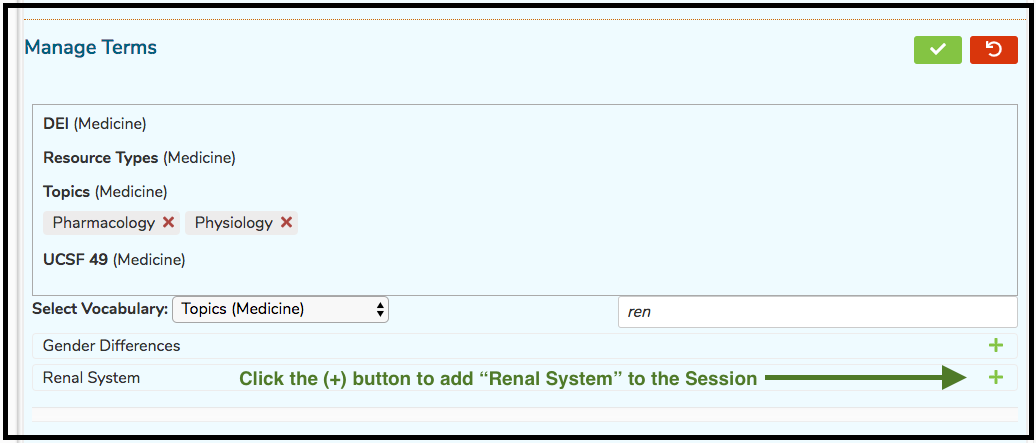 Manage Terms
DEI (Medicine)
Resource Types (Medicine)
Topics (Medicine)
Pharmacology Physiology
UCSF 49 (Medicine)
Select Vocabulary: Topics (Medicine) ren
Gender Differences
Renal System Click the (+) button to add “Renal System” to the Session